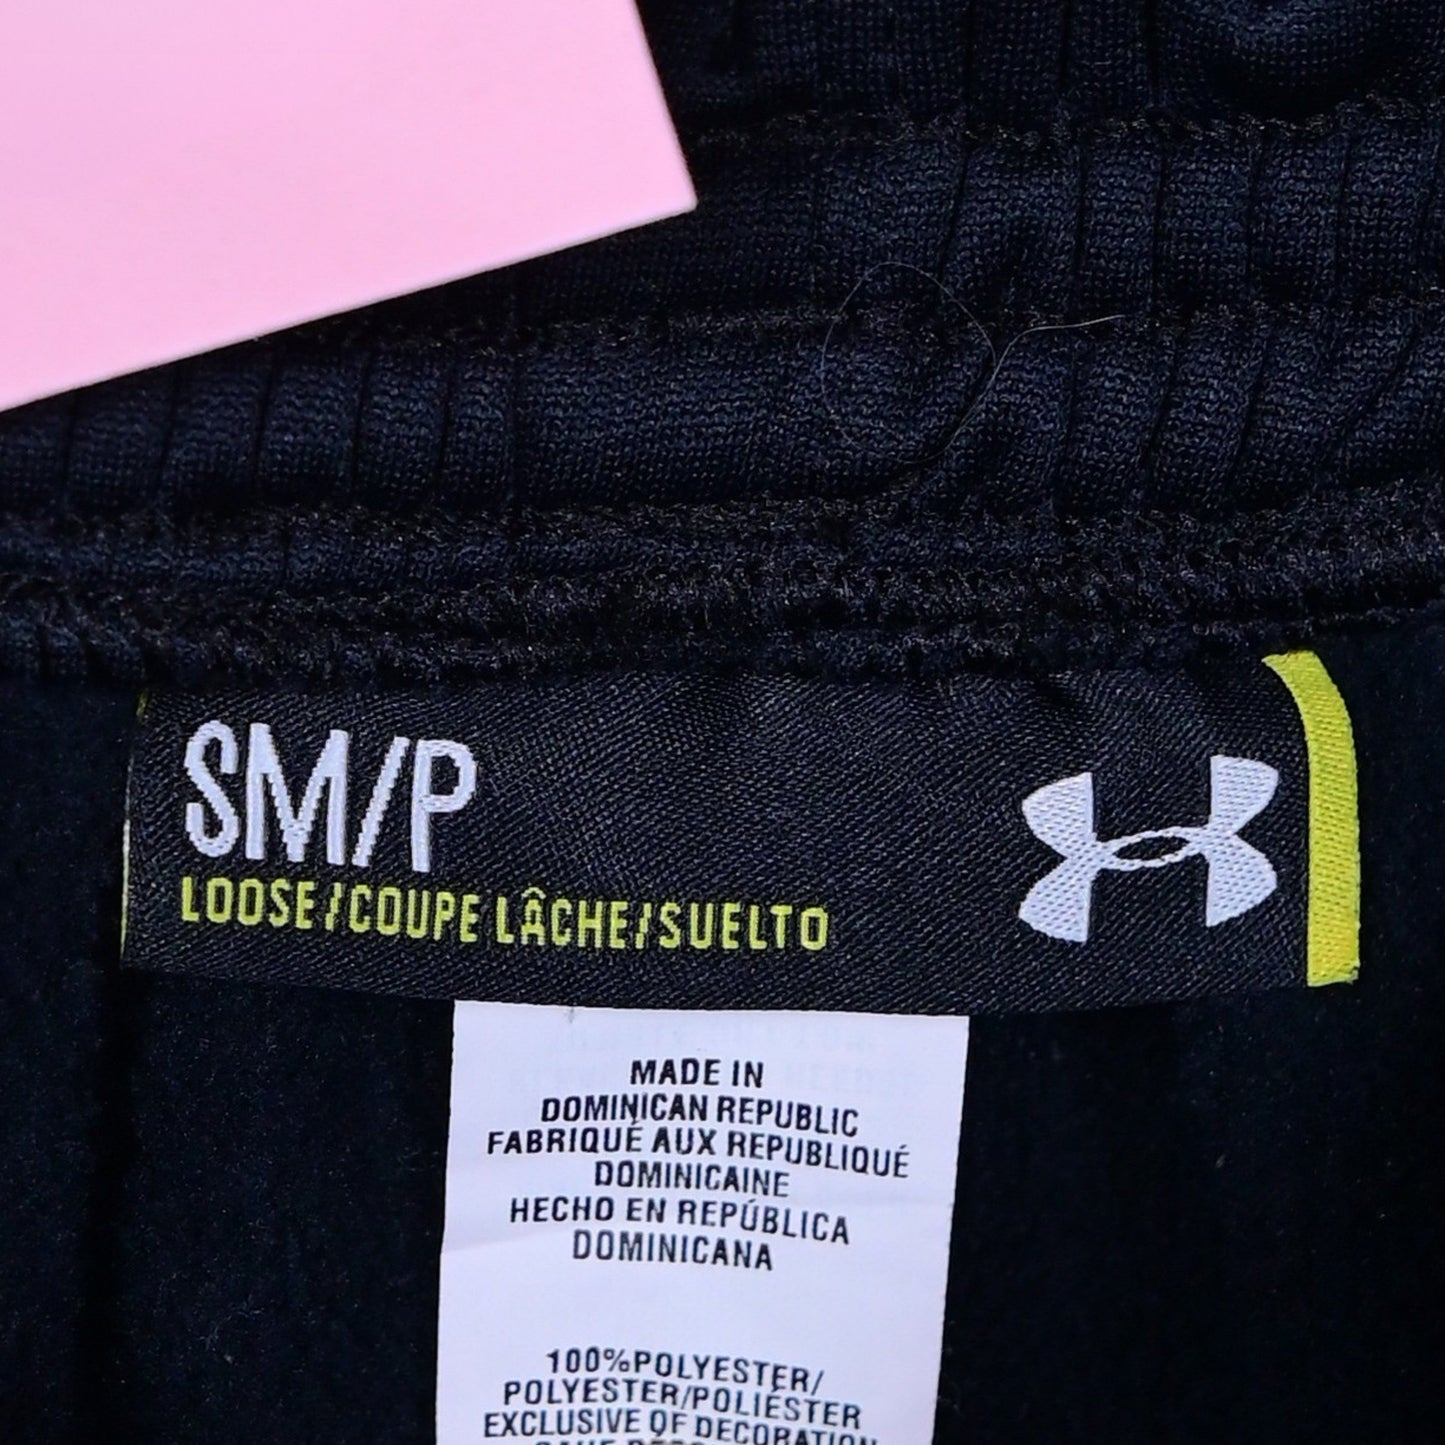 SM/P
LOOSE/COUPE LÂCHE/SUELTO
MADE IN
DOMINICAN REPUBLIC
FABRIQUÉ AUX REPUBLIQUÉ
DOMINICAINE
HECHO EN REPÚBLICA
DOMINICANA
100%POLYESTER/
POLYESTER/POLIÉSTER
EXCLUSIVE OF DECORATION